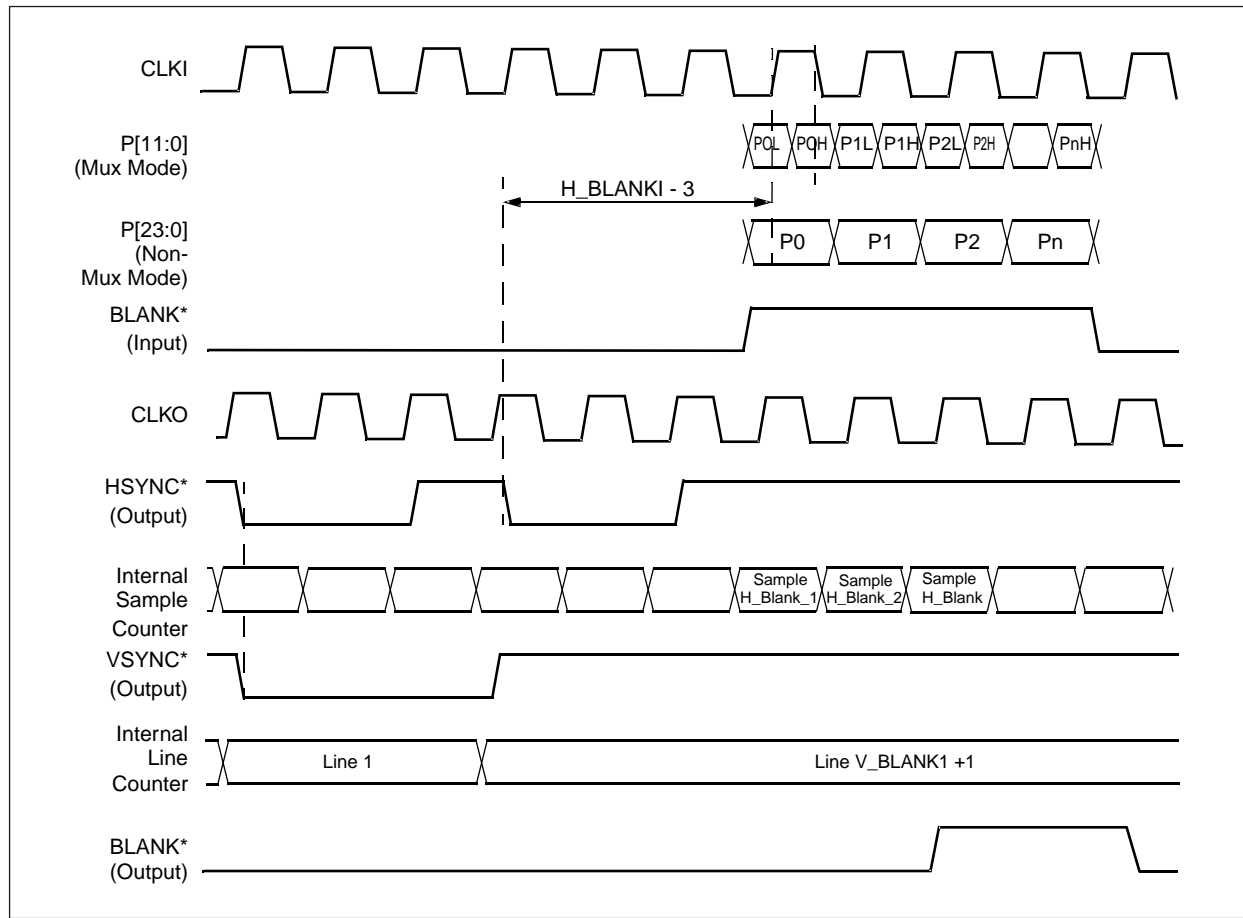 CLKI
P[11:0]
(Mux Mode)
P0L P0H P1L P1H P2L P2H PnH
H_BLANKI - 3
P[23:0]
(Non-
Mux Mode)
P0 P1 P2 Pn
BLANK*
(Input)
CLKO
HSYNC*
(Output)
Internal
Sample
Counter
Sample
H_Blank_1
Sample
H_Blank_2
Sample
H_Blank
VSYNC*
(Output)
Internal
Line
Counter
Line 1
Line V_BLANK1 +1
BLANK*
(Output)